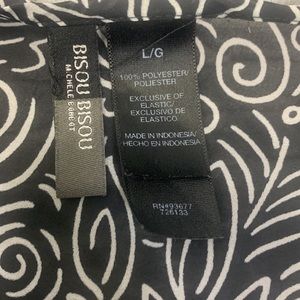 BISOU BISOU
MICHELE BOHBOT
L/G
100% POLYESTER/
POLIÉSTER
EXCLUSIVE OF
ELASTIC/
EXCLUSIVO DE
ELASTICO
MADE IN INDONESIA/
HECHO EN INDONESIA
RN#93677
726133